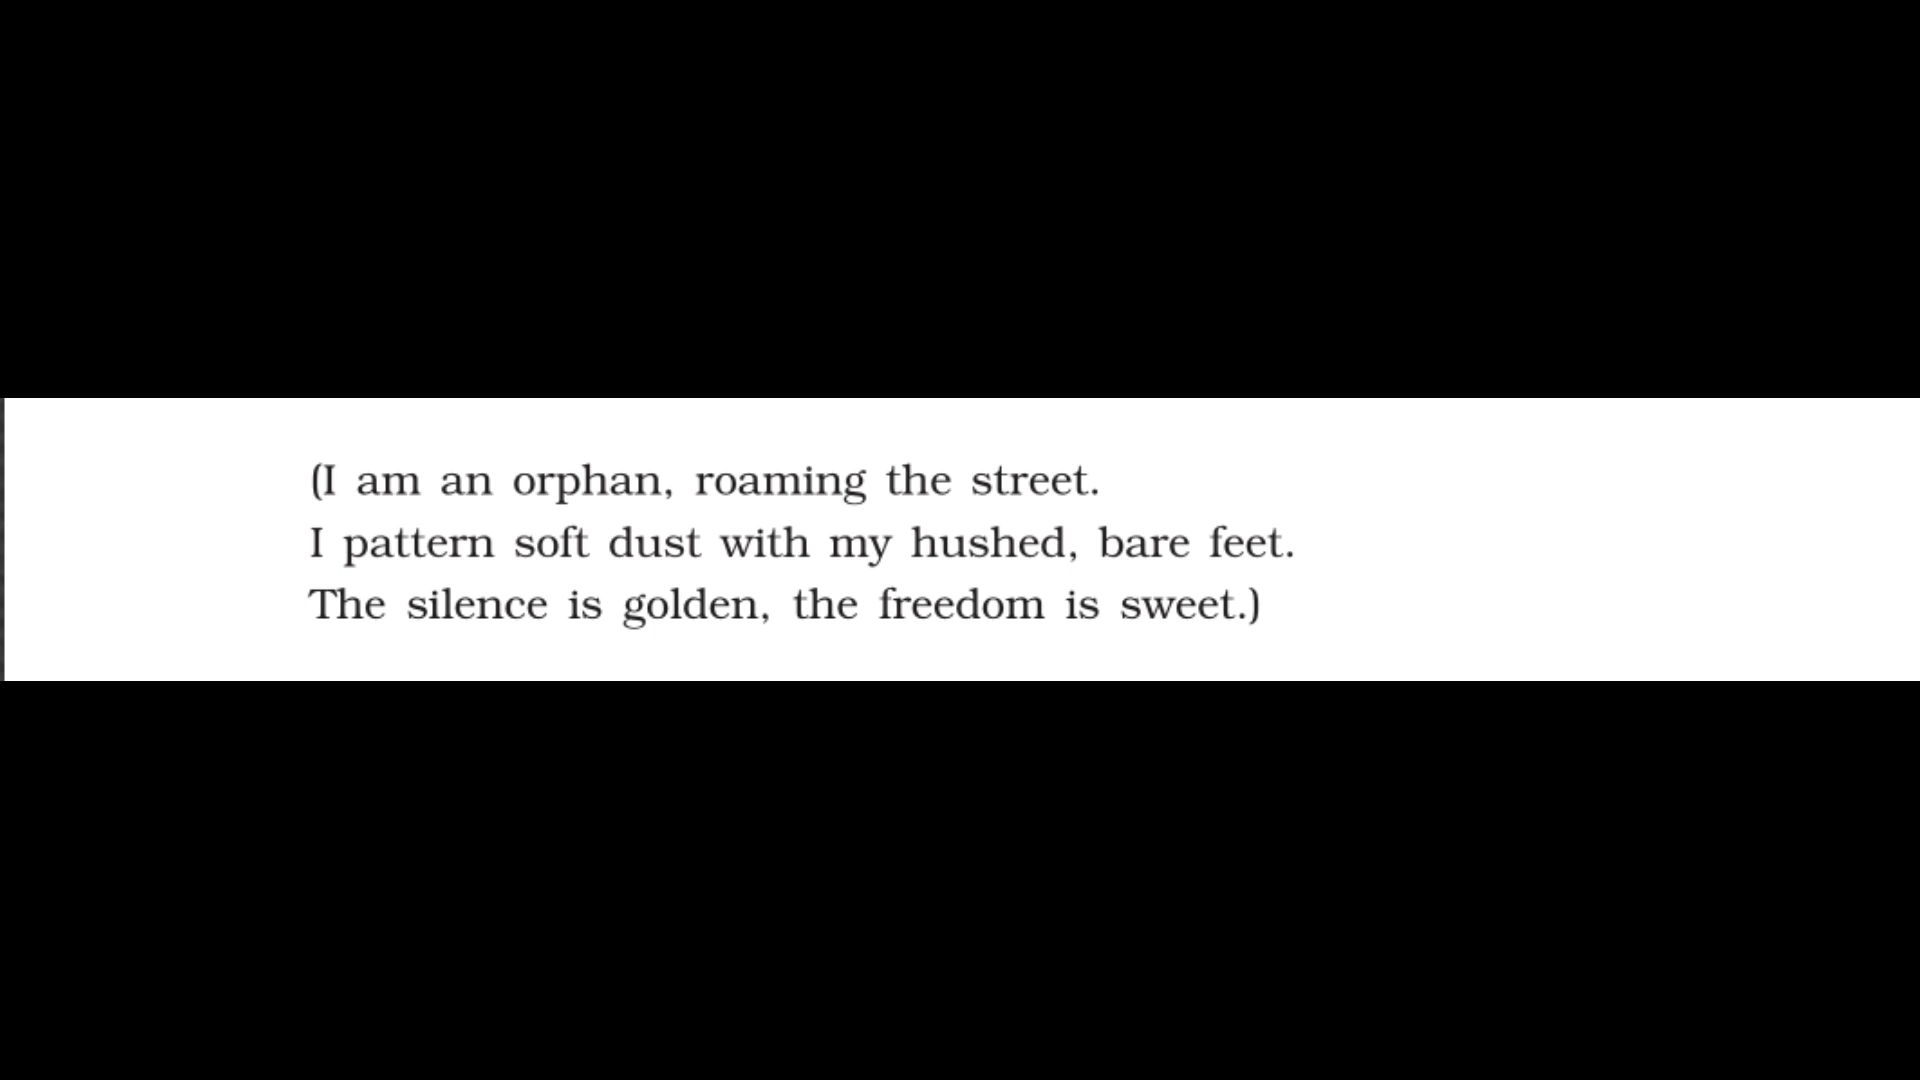 (I am an orphan, roaming the street.
I pattern soft dust with my hushed, bare feet.
The silence is golden, the freedom is sweet.)